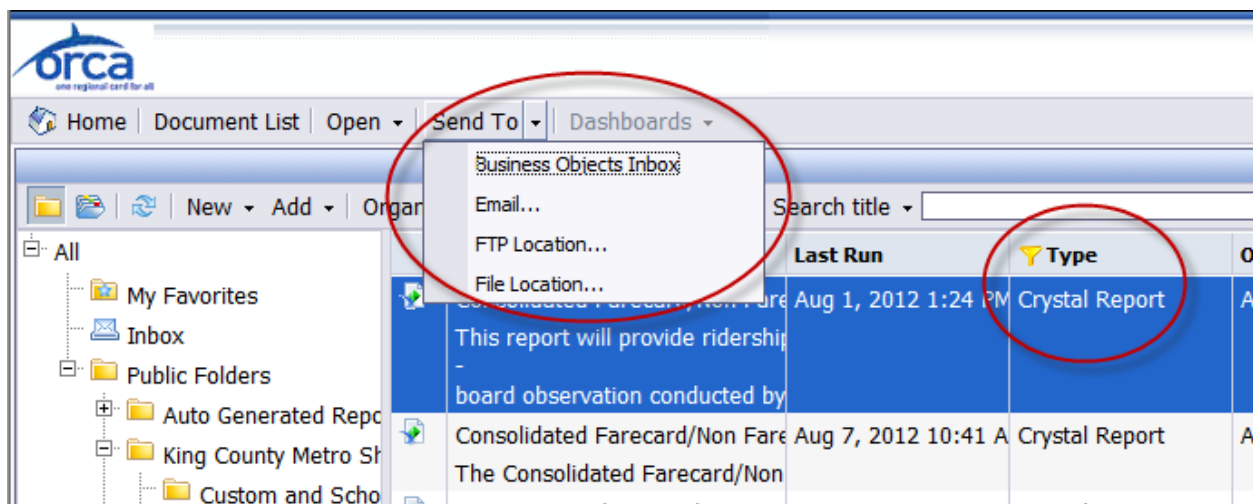 orca
one regional card for all
Home Document List Open Send To Dashboards
Business Objects Inbox
Email...
FTP Location...
File Location...
New Add Organ Search title
All
My Favorites
Inbox
Public Folders
Auto Generated Repo
King County Metro Sh
Custom and Scho
Last Run Type
Aug 1, 2012 1:24 PM Crystal Report A
This report will provide ridership
-
board observation conducted by
Consolidated Farecard/Non Fare Aug 7, 2012 10:41 A Crystal Report A
The Consolidated Farecard/Non